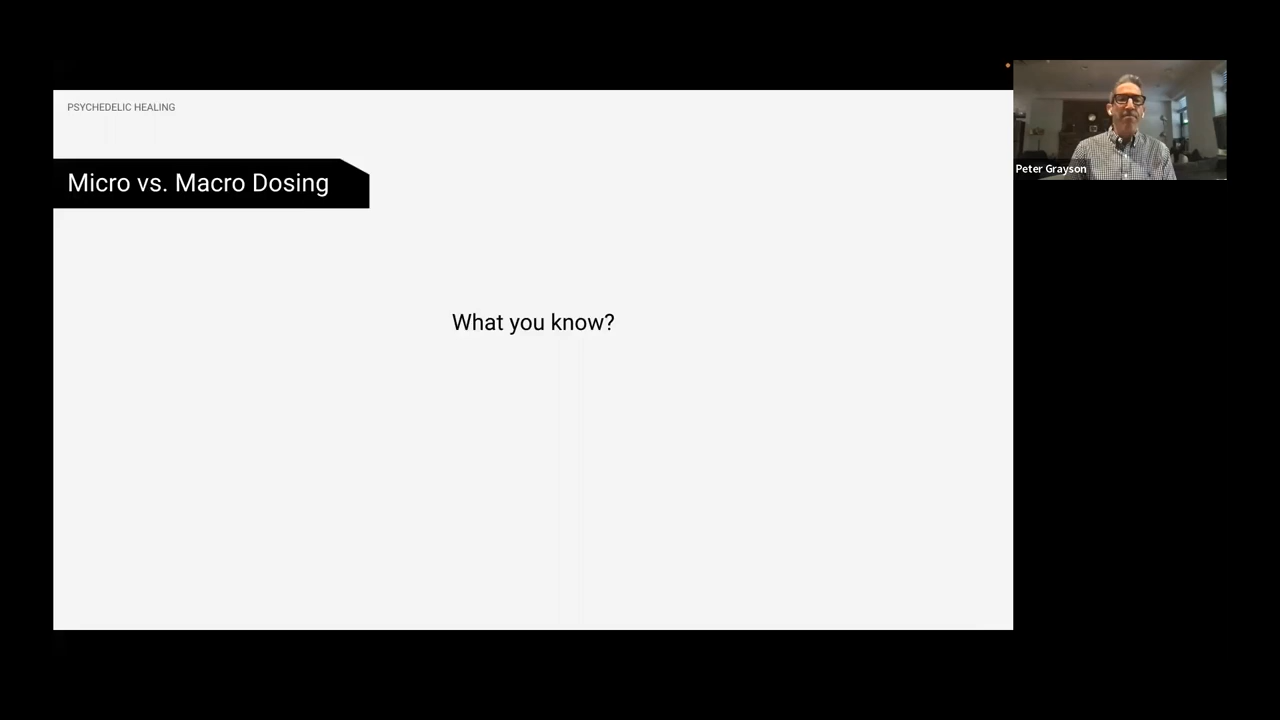 PSYCHEDELIC HEALING
Micro vs. Macro Dosing
What you know?
Peter Grayson